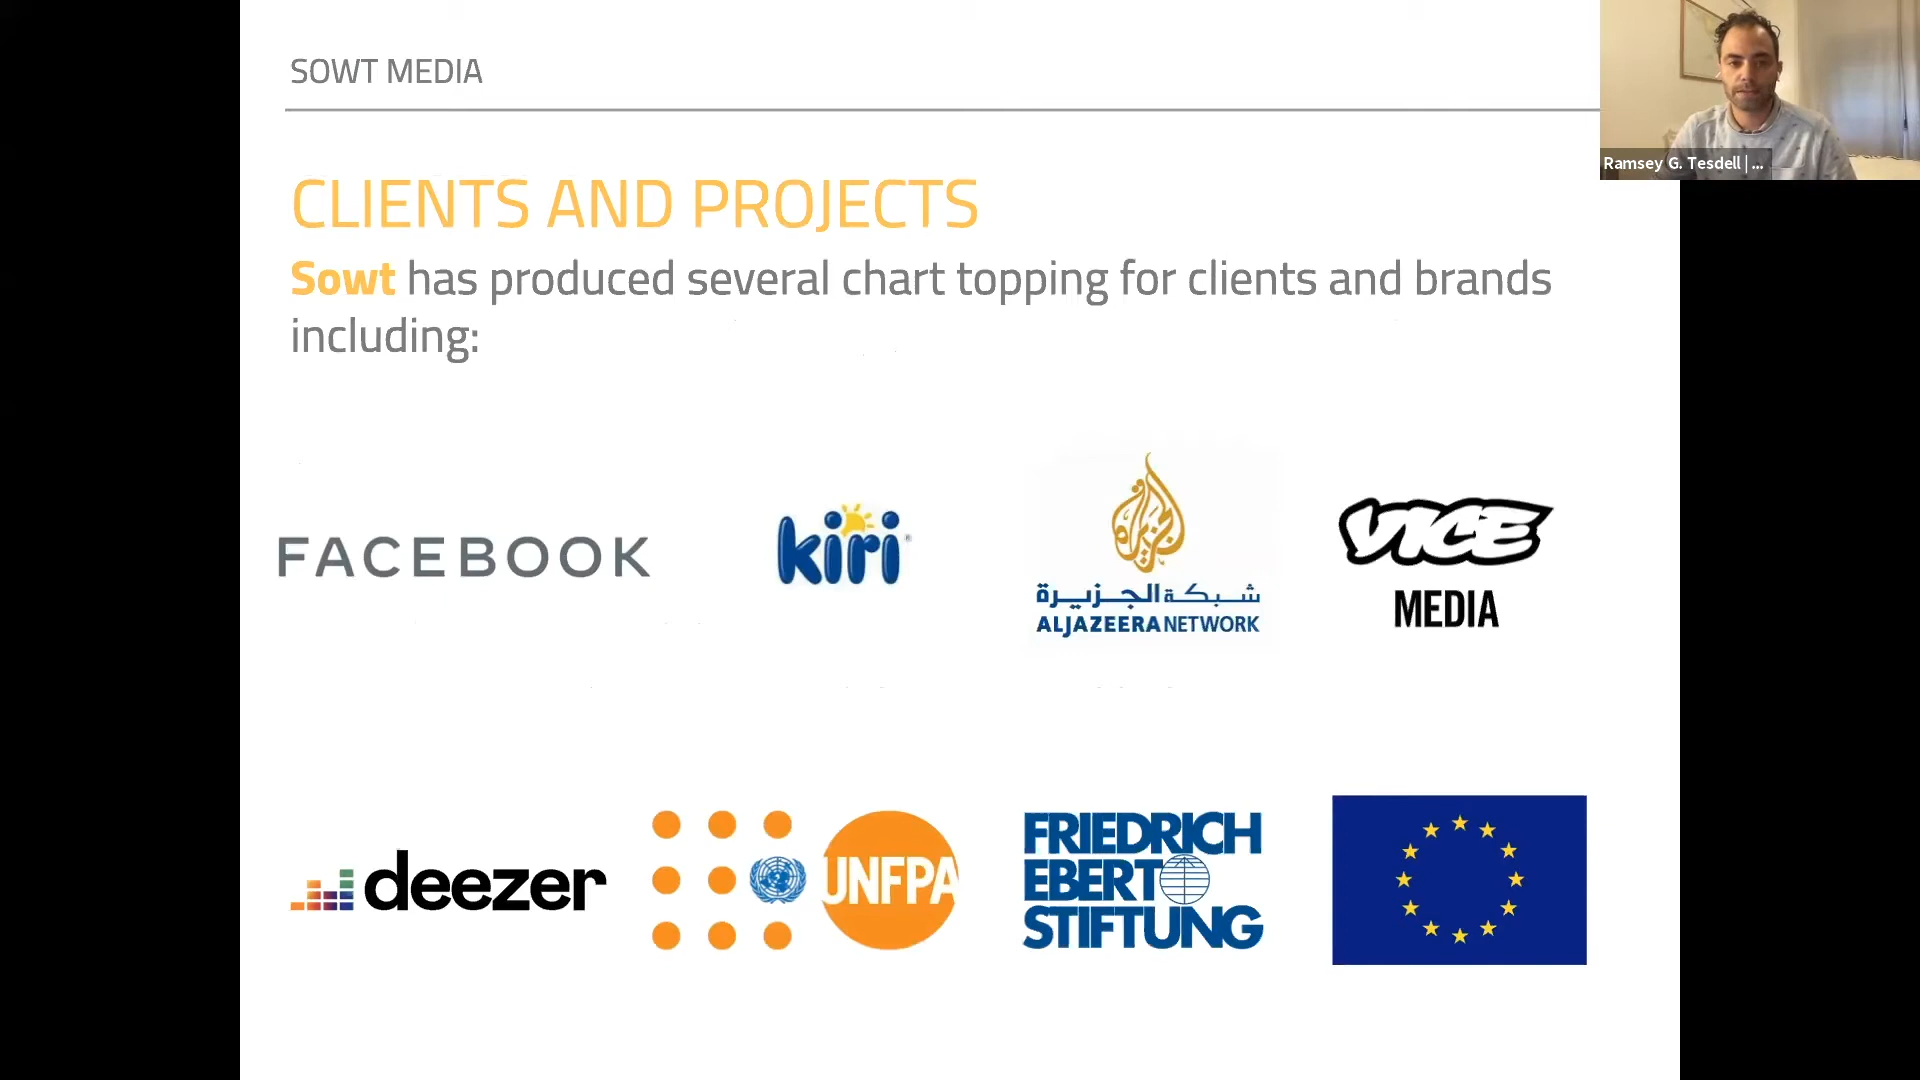 SOWT MEDIA
Ramsey G. Tesdell | ...
CLIENTS AND PROJECTS
Sowt has produced several chart topping for clients and brands
including:
FACEBOOK
kiri®
الجزيرة
شبكة الجزيرة
ALJAZEERA NETWORK
VICE
MEDIA
deezer
UNFPA
FRIEDRICH
EBERT
STIFTUNG